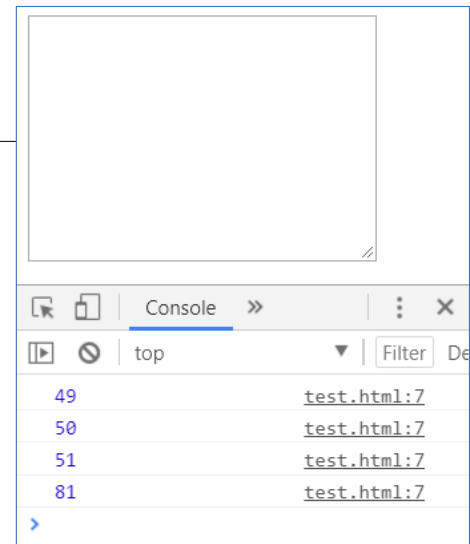 Console »
top ▼ Filter De
49 test.html:7
50 test.html:7
51 test.html:7
81 test.html:7
>